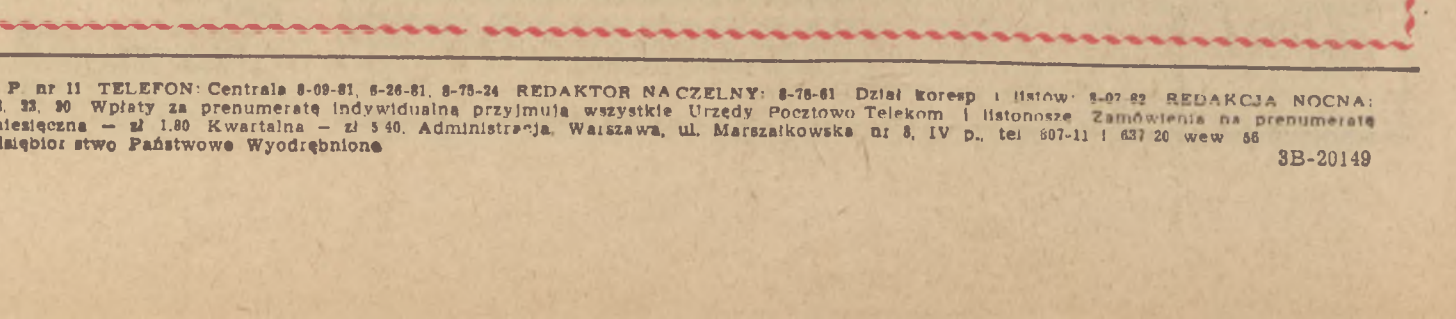 P. nr 11 TELEFON: Centrala 8-09-81, 6-26-81, 8-75-24 REDAKTOR NACZELNY: 8-76-61 Dział koresp i listów: 8-07-82 REDAKCJA NOCNA:
33, 90 Wpłaty za prenumeratę indywidualną przyjmują wszystkie Urzędy Pocztowo Telekom i listonosze Zamówienia na prenumeratę
iesięczna — zł 1.80 Kwartalna — zł 5 40. Administracja, Warszawa, ul. Marszałkowska nr 8, IV p., tel 807-11 i 637 20 wew 56
siębior stwo Państwowe Wyodrębnione
3B-20149